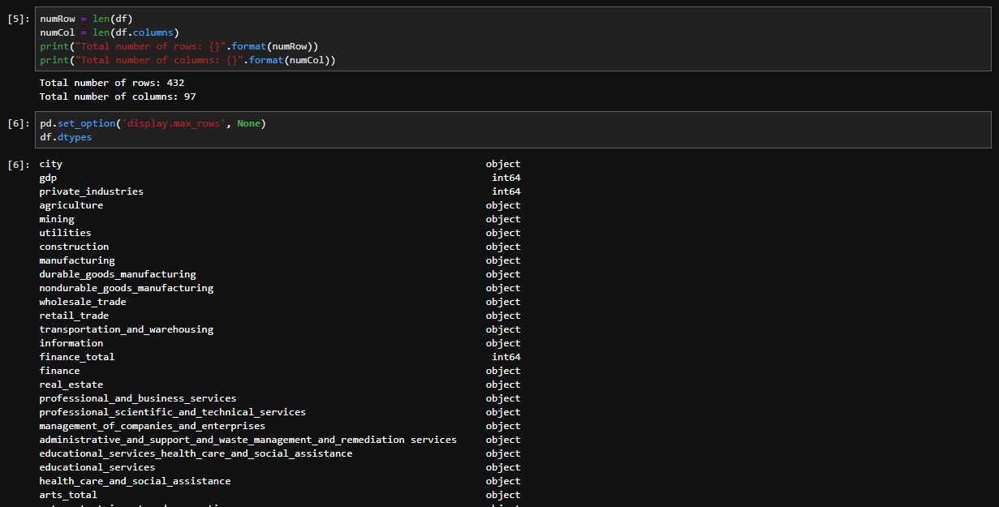 [5]: numRow = len(df)
numCol = len(df.columns)
print("Total number of rows: {}".format(numRow))
print("Total number of columns: {}".format(numCol))
Total number of rows: 432
Total number of columns: 97
[6]: pd.set_option('display.max_rows', None)
df.dtypes
[6]: city object
gdp int64
private_industries int64
agriculture object
mining object
utilities object
construction object
manufacturing object
durable_goods_manufacturing object
nondurable_goods_manufacturing object
wholesale_trade object
retail_trade object
transportation_and_warehousing object
information object
finance_total int64
finance object
real_estate object
professional_and_business_services object
professional_scientific_and_technical_services object
management_of_companies_and_enterprises object
administrative_and_support_and_waste_management_and_remediation services object
educational_services_health_care_and_social_assistance object
educational_services object
health_care_and_social_assistance object
arts_total object